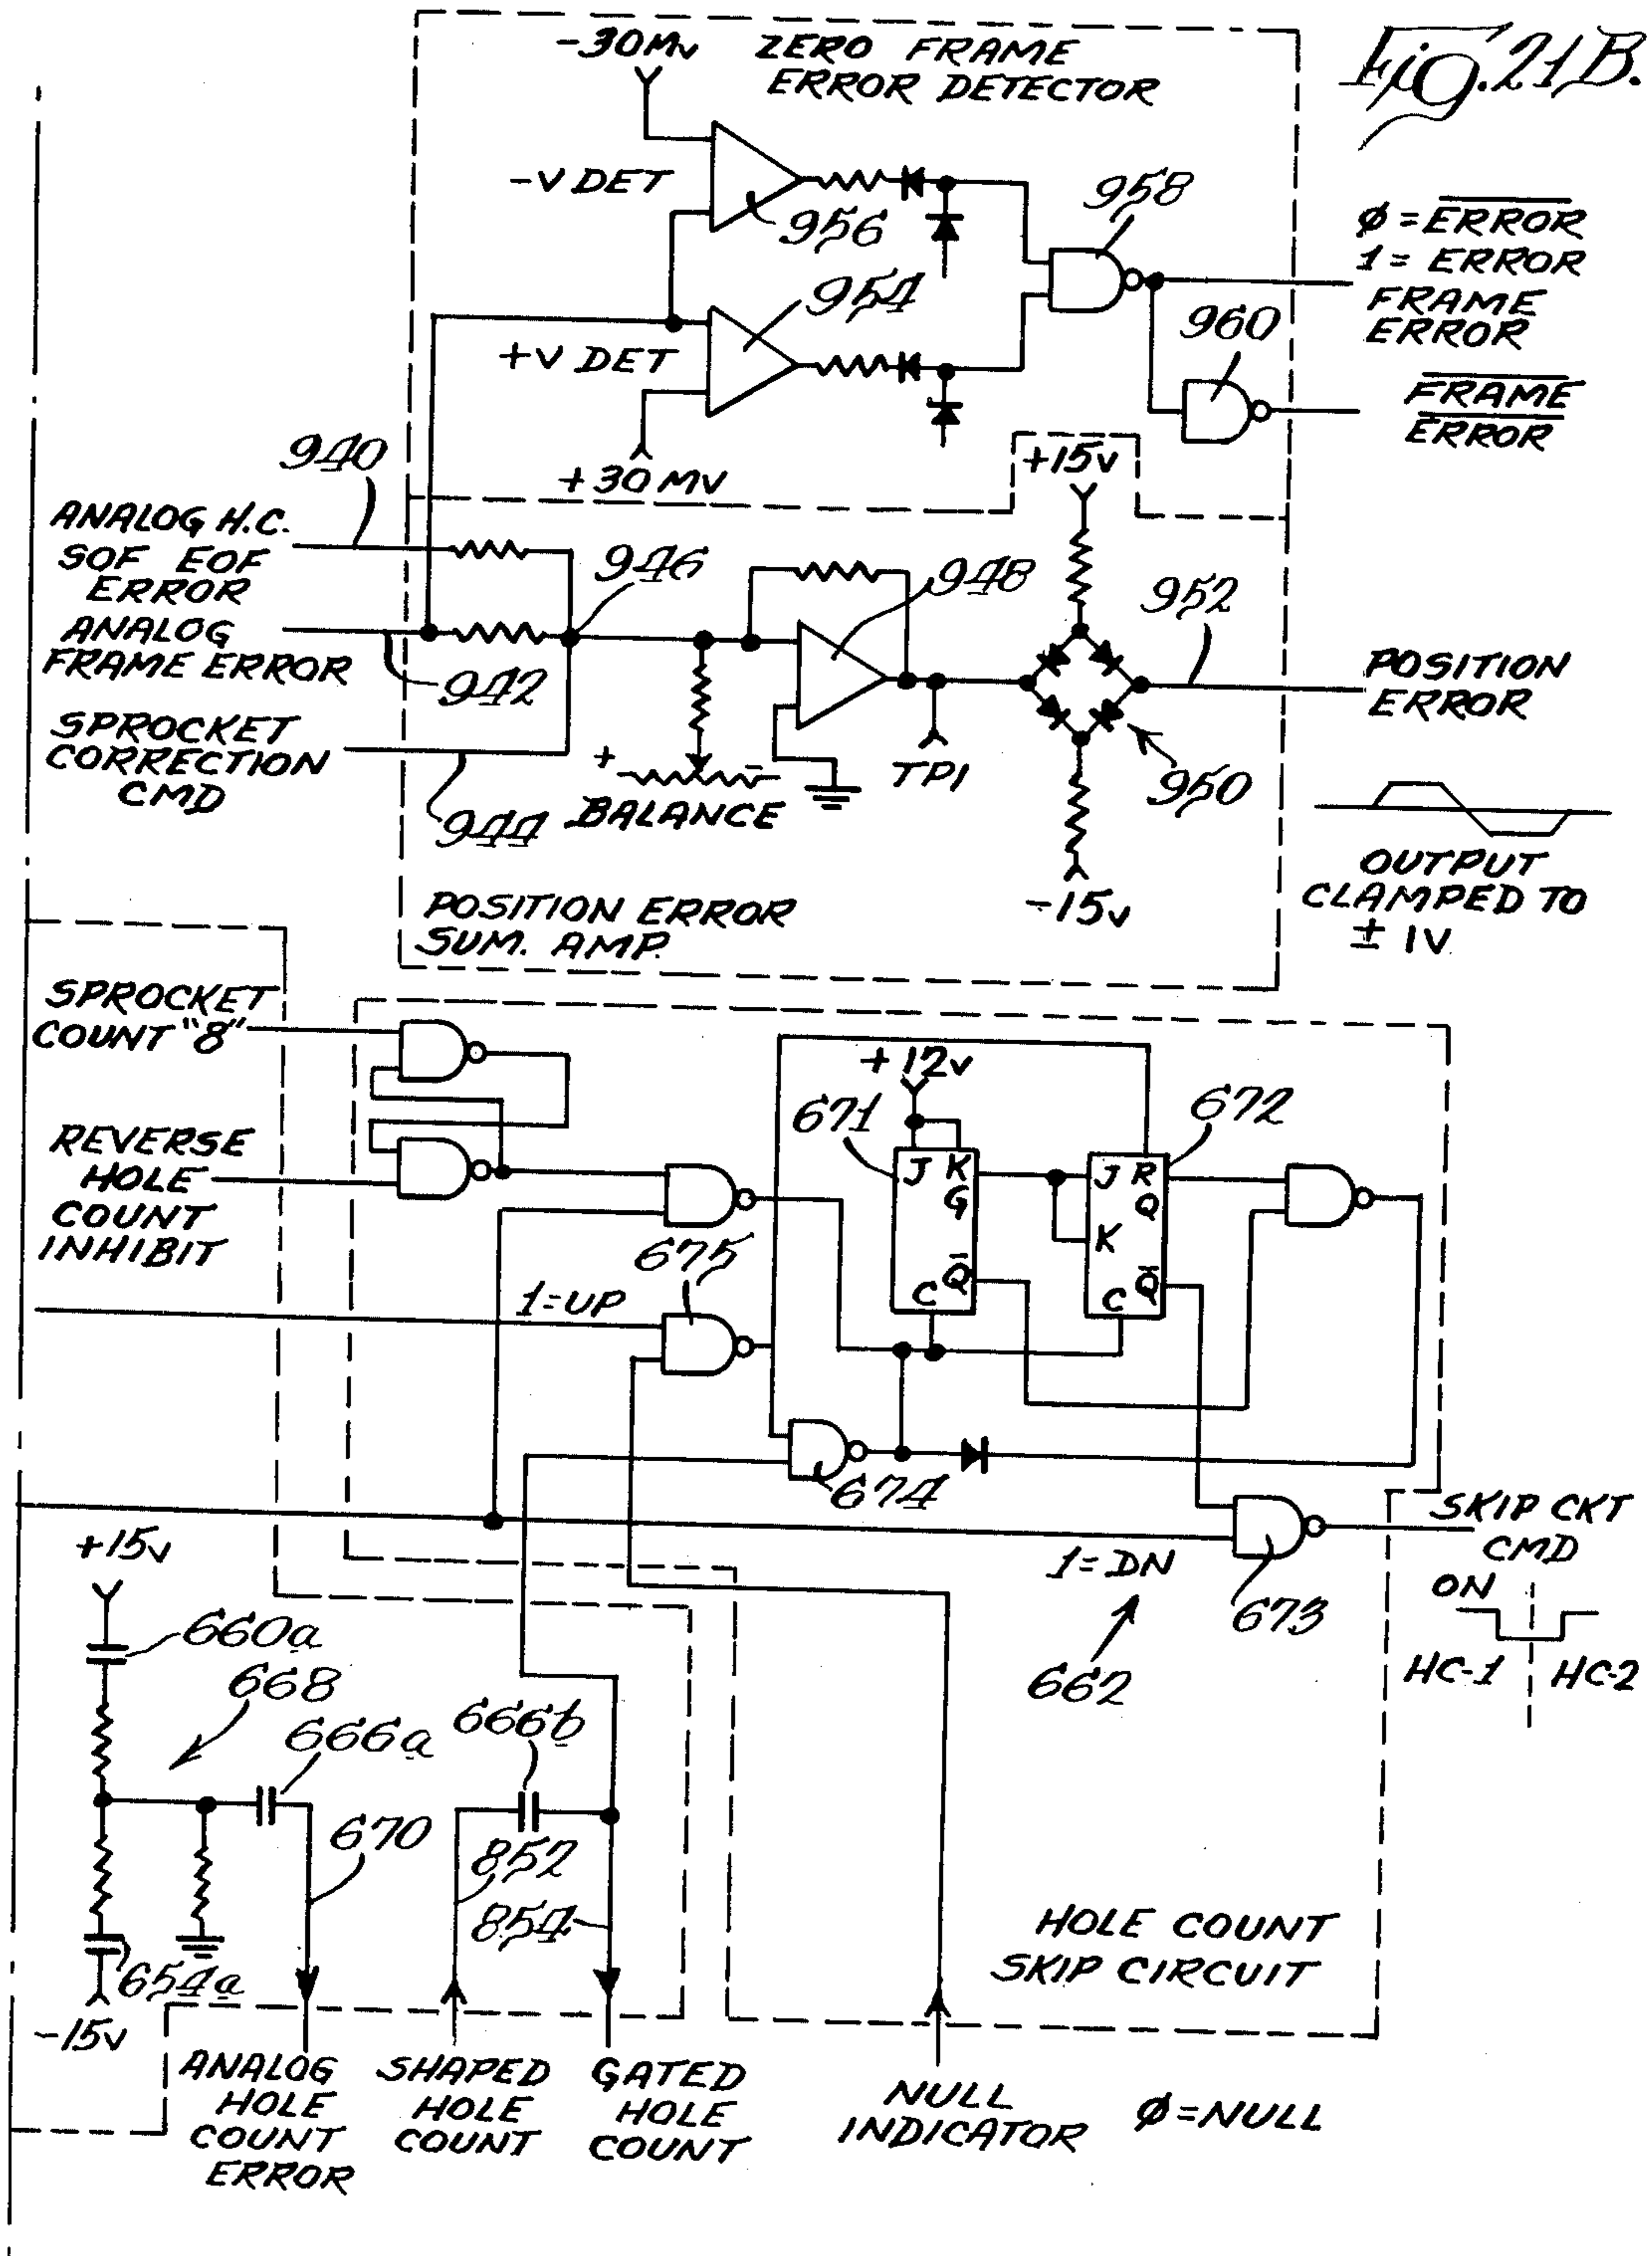 Fig. 21B.
-30MV ZERO FRAME
ERROR DETECTOR
-V DET
956
958
Ø = ERROR
1 = ERROR
FRAME
ERROR
954
+V DET
960
FRAME
ERROR
+30MV
+15V
940
ANALOG H.C.
SOF EOF
ERROR
946
948
952
ANALOG
FRAME ERROR
942
POSITION
ERROR
SPROCKET
CORRECTION
CMD
944
+ -
BALANCE
TP1
950
-15V
OUTPUT
CLAMPED TO
± 1V
POSITION ERROR
SUM. AMP.
SPROCKET
COUNT "8"
+12V
671
672
REVERSE
HOLE
COUNT
INHIBIT
J K
G
Q
C
J R
Q
K
C Q
675
1=UP
674
SKIP CKT
CMD
1=DN
673
662
ON
HC-1 HC-2
+15V
660a
668
666a
666b
670
852
854
654a
-15V
HOLE COUNT
SKIP CIRCUIT
ANALOG
HOLE
COUNT
ERROR
SHAPED
HOLE
COUNT
GATED
HOLE
COUNT
NULL
INDICATOR
Ø=NULL